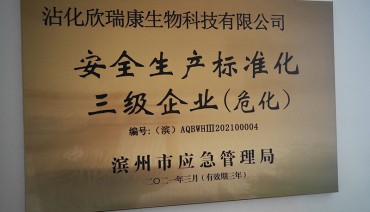 沾化欣瑞康生物科技有限公司
安全生产标准化
三级企业(危化)
编号:(滨)AQBWHⅢ202100004
滨州市应急管理局
二〇二一年三月(有效期三年)